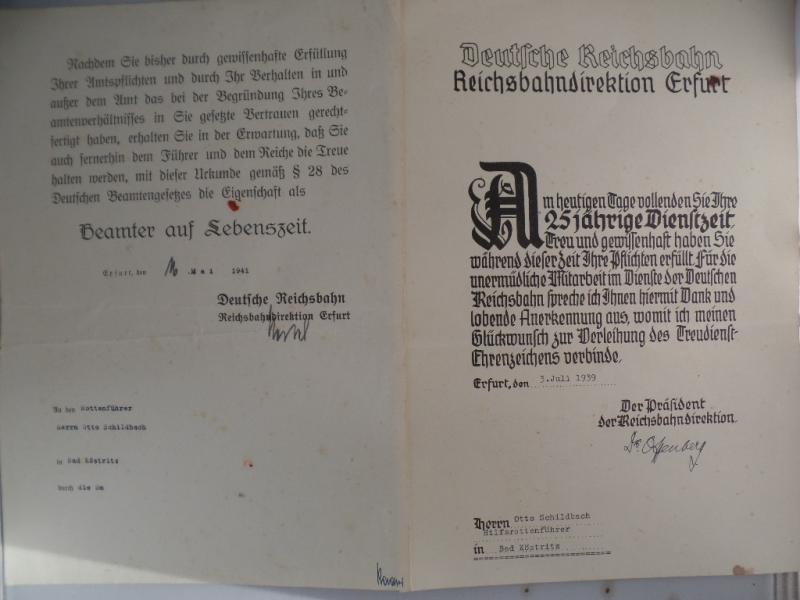 Nachdem Sie bisher durch gewissenhafte Erfüllung
Ihrer Amtspflichten und durch Ihr Verhalten in und
außer dem Amt das bei der Begründung Ihres Be-
amtenverhältnisses in Sie gesetzte Vertrauen gerecht-
fertigt haben, erhalten Sie in der Erwartung, daß Sie
auch fernerhin dem Führer und dem Reiche die Treue
halten werden, mit dieser Urkunde gemäß § 28 des
Deutschen Beamtengesetzes die Eigenschaft als
Beamter auf Lebenszeit.
Erfurt, den Mai 1941
Deutsche Reichsbahn
Reichsbahndirektion Erfurt
An den Rottenführer
Herrn Otto Schildbach
in Bad Köstritz
Durch die Bm
Deutsche Reichsbahn
Reichsbahndirektion Erfurt
Am heutigen Tage vollenden Sie Ihre
25jährige Dienstzeit.
Treu und gewissenhaft haben Sie
während dieser Zeit Ihre Pflichten erfüllt. Für die
unermüdliche Mitarbeit im Dienste der Deutschen
Reichsbahn spreche ich Ihnen hiermit Dank und
lobende Anerkennung aus, womit ich meinen
Glückwunsch zur Verleihung des Treudienst-
Ehrenzeichens verbinde.
Erfurt, den 3.Juli 1939
Der Präsident
der Reichsbahndirektion.
Herrn Otto Schildbach
Hilfsrottenführer
in Bad Köstritz